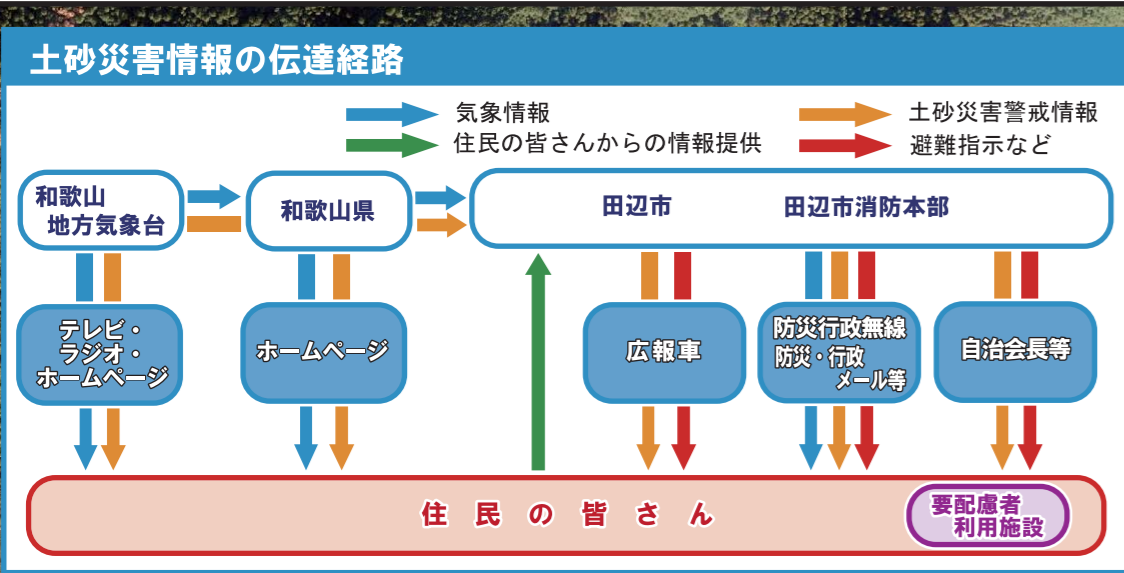 土砂災害情報の伝達経路
気象情報
土砂災害警戒情報
住民の皆さんからの情報提供
避難指示など
和歌山
地方気象台
和歌山県
田辺市
田辺市消防本部
テレビ・
ラジオ・
ホームページ
ホームページ
広報車
防災行政無線
防災・行政
メール等
自治会長等
住民の皆さん
要配慮者
利用施設